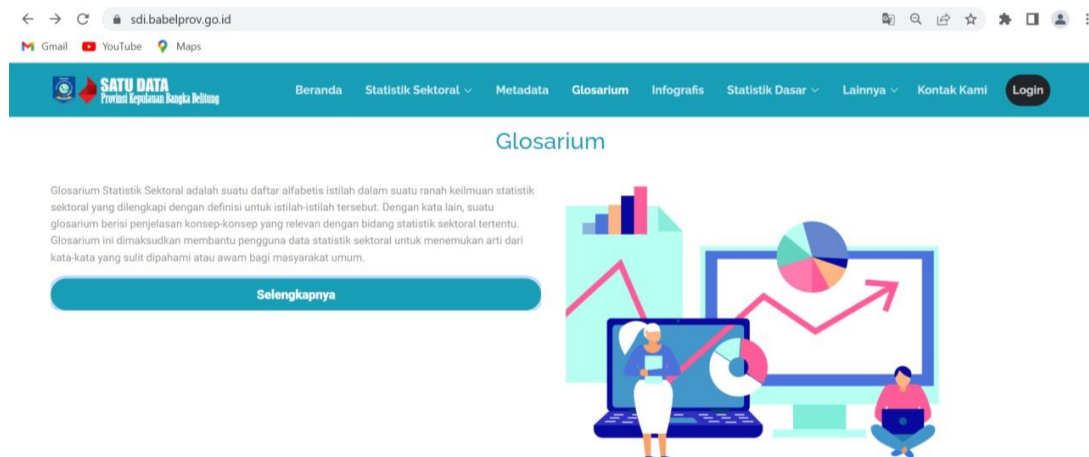 sdi.babelprov.go.id
Gmail YouTube Maps
SATU DATA
Provinsi Kepulauan Bangka Belitung
Beranda Statistik Sektoral Metadata Glosarium Infografis Statistik Dasar Lainnya Kontak Kami Login
Glosarium
Glosarium Statistik Sektoral adalah suatu daftar alfabetis istilah dalam suatu ranah keilmuan statistik
sektoral yang dilengkapi dengan definisi untuk istilah-istilah tersebut. Dengan kata lain, suatu
glosarium berisi penjelasan konsep-konsep yang relevan dengan bidang statistik sektoral tertentu.
Glosarium ini dimaksudkan membantu pengguna data statistik sektoral untuk menemukan arti dari
kata-kata yang sulit dipahami atau awam bagi masyarakat umum.
Selengkapnya